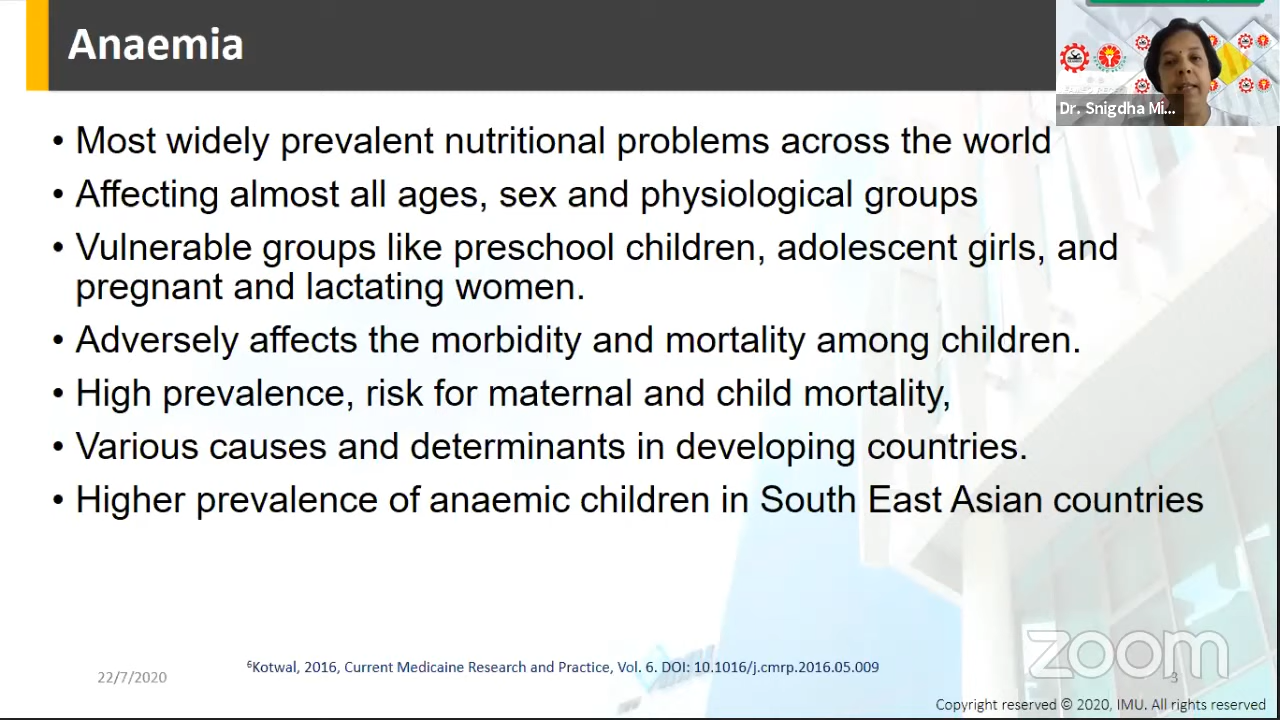 Anaemia
Dr. Snigdha Mi...
• Most widely prevalent nutritional problems across the world
• Affecting almost all ages, sex and physiological groups
• Vulnerable groups like preschool children, adolescent girls, and
pregnant and lactating women.
• Adversely affects the morbidity and mortality among children.
• High prevalence, risk for maternal and child mortality,
• Various causes and determinants in developing countries.
• Higher prevalence of anaemic children in South East Asian countries
⁶Kotwal, 2016, Current Medicaine Research and Practice, Vol. 6. DOI: 10.1016/j.cmrp.2016.05.009
22/7/2020
zoom
3
Copyright reserved © 2020, IMU. All rights reserved